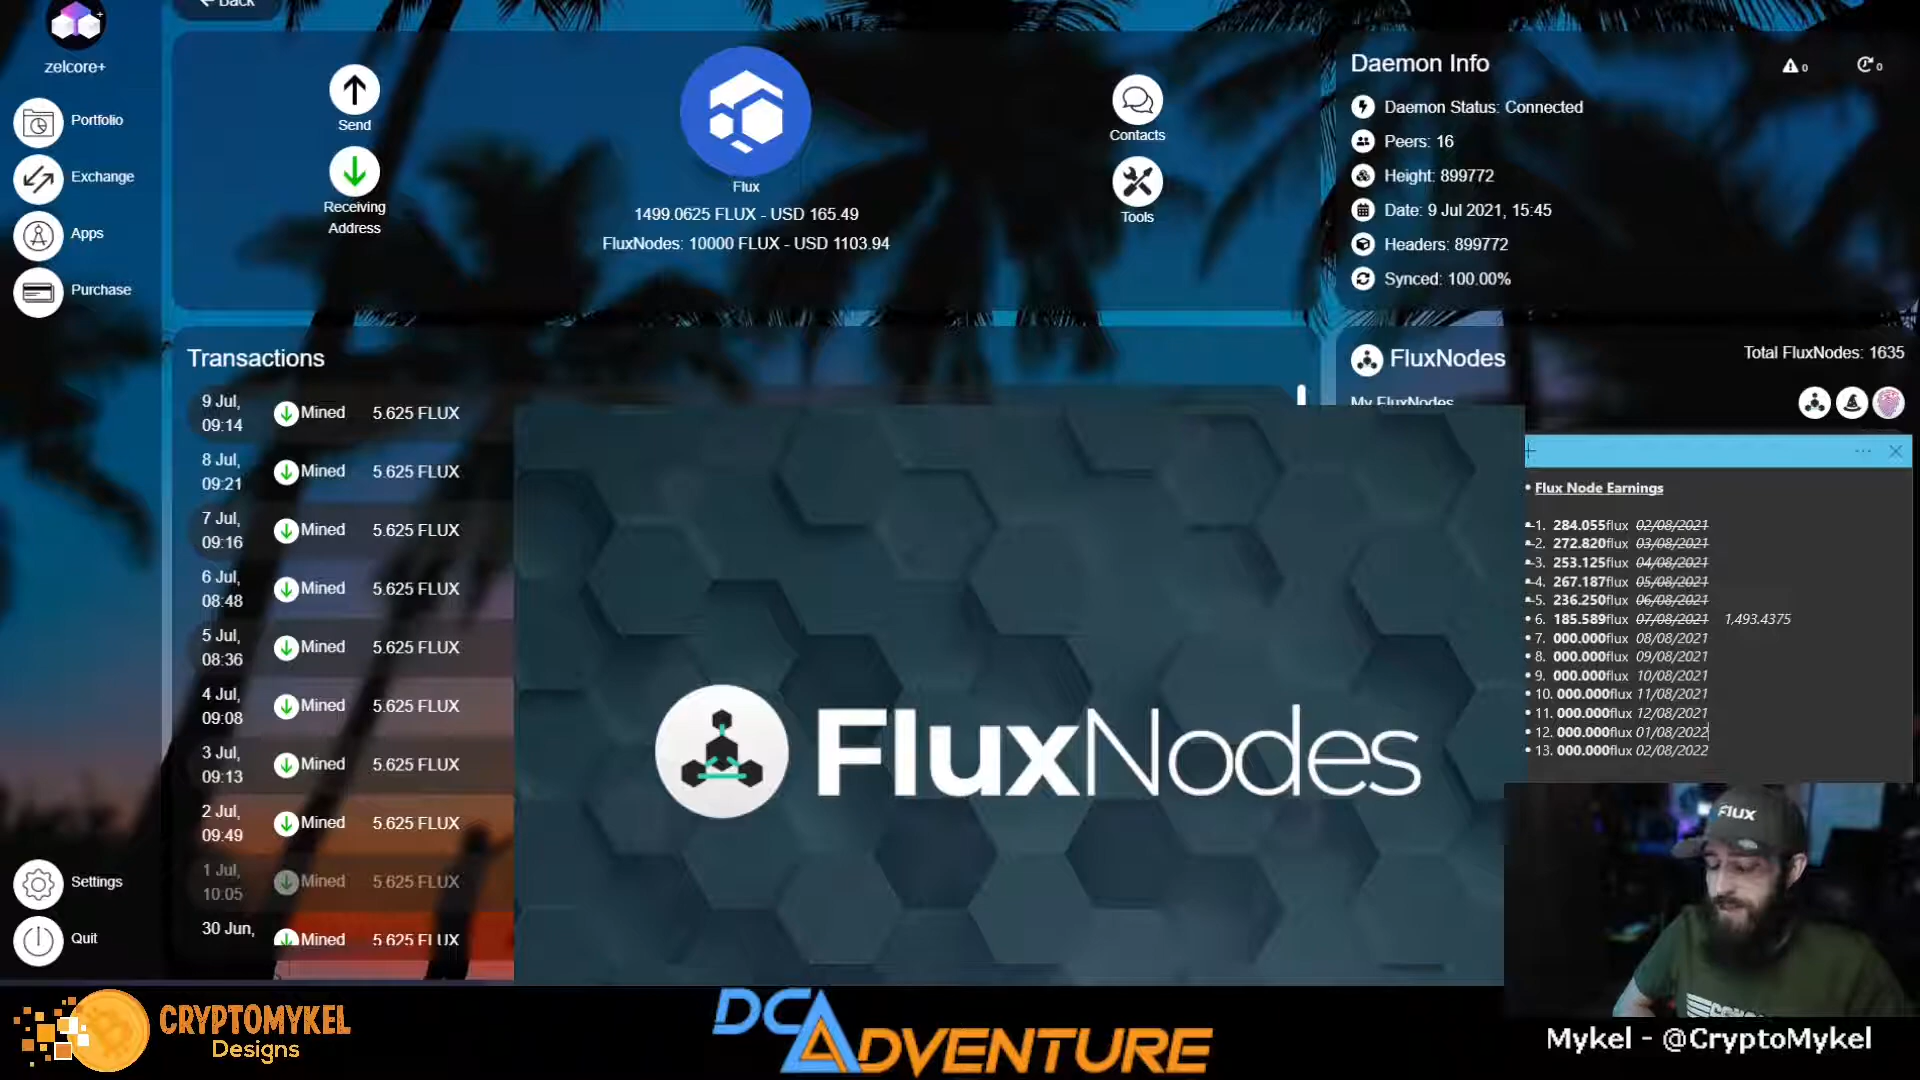 Back
zelcore+
Portfolio
Exchange
Apps
Purchase
Settings
Quit
Send
Receiving
Address
Flux
1499.0625 FLUX - USD 165.49
FluxNodes: 10000 FLUX - USD 1103.94
Contacts
Tools
Daemon Info
0
0
Daemon Status: Connected
Peers: 16
Height: 899772
Date: 9 Jul 2021, 15:45
Headers: 899772
Synced: 100.00%
Transactions
9 Jul,
09:14
Mined 5.625 FLUX
8 Jul,
09:21
Mined 5.625 FLUX
7 Jul,
09:16
Mined 5.625 FLUX
6 Jul,
08:48
Mined 5.625 FLUX
5 Jul,
08:36
Mined 5.625 FLUX
4 Jul,
09:08
Mined 5.625 FLUX
3 Jul,
09:13
Mined 5.625 FLUX
2 Jul,
09:49
Mined 5.625 FLUX
1 Jul,
10:05
Mined 5.625 FLUX
30 Jun,
Mined 5.625 FLUX
FluxNodes
Total FluxNodes: 1635
My FluxNodes
FluxNodes
• Flux Node Earnings
• 1. 284.055flux 02/08/2021
• 2. 272.820flux 03/08/2021
• 3. 253.125flux 04/08/2021
• 4. 267.187flux 05/08/2021
• 5. 236.250flux 06/08/2021
• 6. 185.589flux 07/08/2021 1,493.4375
• 7. 000.000flux 08/08/2021
• 8. 000.000flux 09/08/2021
• 9. 000.000flux 10/08/2021
• 10. 000.000flux 11/08/2021
• 11. 000.000flux 12/08/2021
• 12. 000.000flux 01/08/2022
• 13. 000.000flux 02/08/2022
Flux
CRYPTOMYKEL
Designs
DCADVENTURE
Mykel - @CryptoMykel